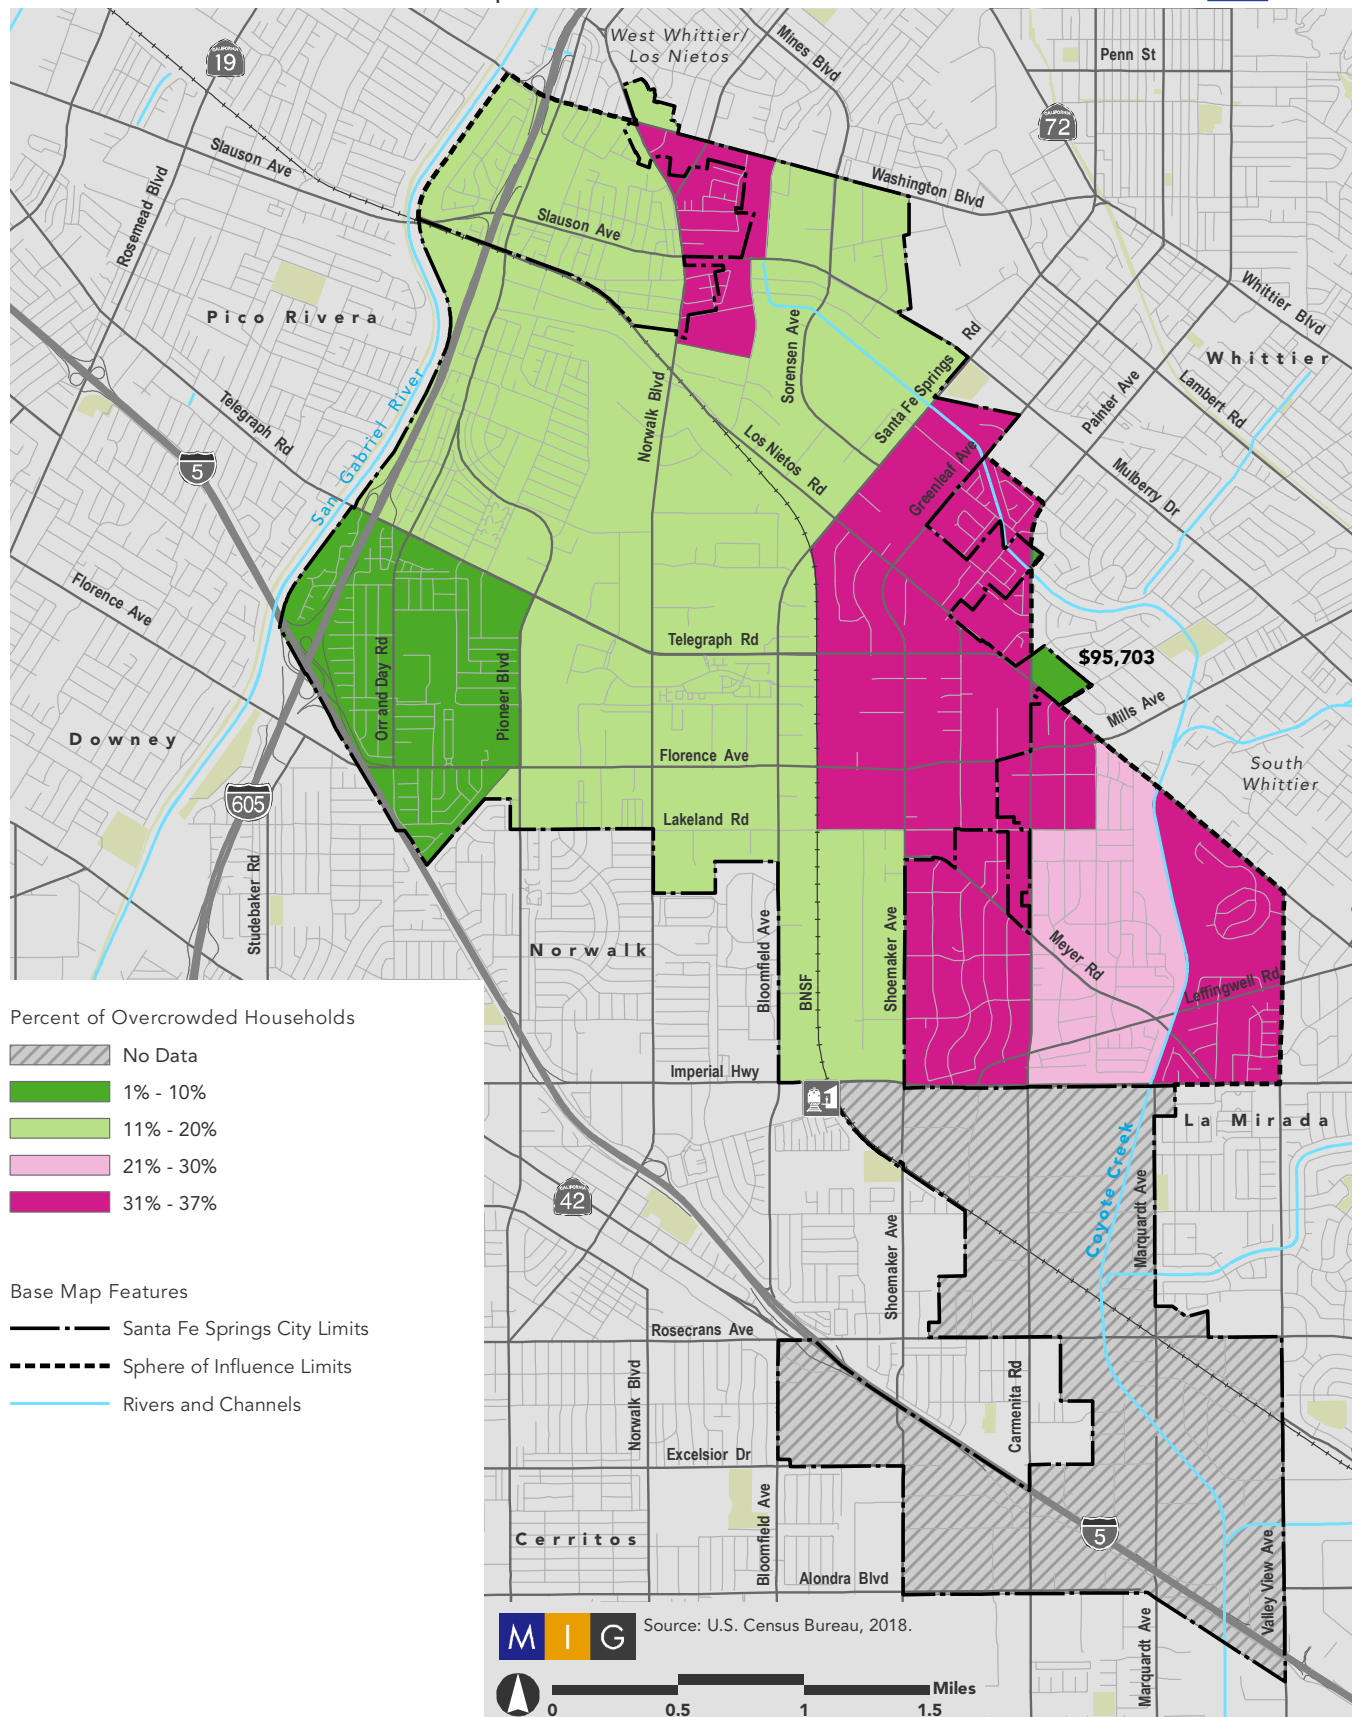 West Whittier/
Los Nietos
Mines Blvd
Penn St
CALIFORNIA
19
CALIFORNIA
72
Slauson Ave
Rosemead Blvd
Washington Blvd
Slauson Ave
Whittier Blvd
Pico Rivera
Whittier
Sorensen Ave
Santa Fe Springs
Rd
Norwalk Blvd
Painter Ave
Lambert Rd
Telegraph Rd
San Gabriel River
5
Los Nietos Rd
Greenleaf Ave
Mulberry Dr
Florence Ave
Telegraph Rd
$95,703
Orr and Day Rd
Pioneer Blvd
Mills Ave
Downey
Florence Ave
South
Whittier
605
Lakeland Rd
Studebaker Rd
Norwalk
Bloomfield Ave
BNSF
Shoemaker Ave
Meyer Rd
Leffingwell Rd
Imperial Hwy
La Mirada
Coyote Creek
Marquardt Ave
CALIFORNIA
42
Shoemaker Ave
Rosecrans Ave
Norwalk Blvd
Carmenita Rd
Excelsior Dr
Bloomfield Ave
Cerritos
5
Alondra Blvd
Valley View Ave
Marquardt Ave
Percent of Overcrowded Households
No Data
1% - 10%
11% - 20%
21% - 30%
31% - 37%
Base Map Features
Santa Fe Springs City Limits
Sphere of Influence Limits
Rivers and Channels
M I G
Source: U.S. Census Bureau, 2018.
Miles
0 0.5 1 1.5